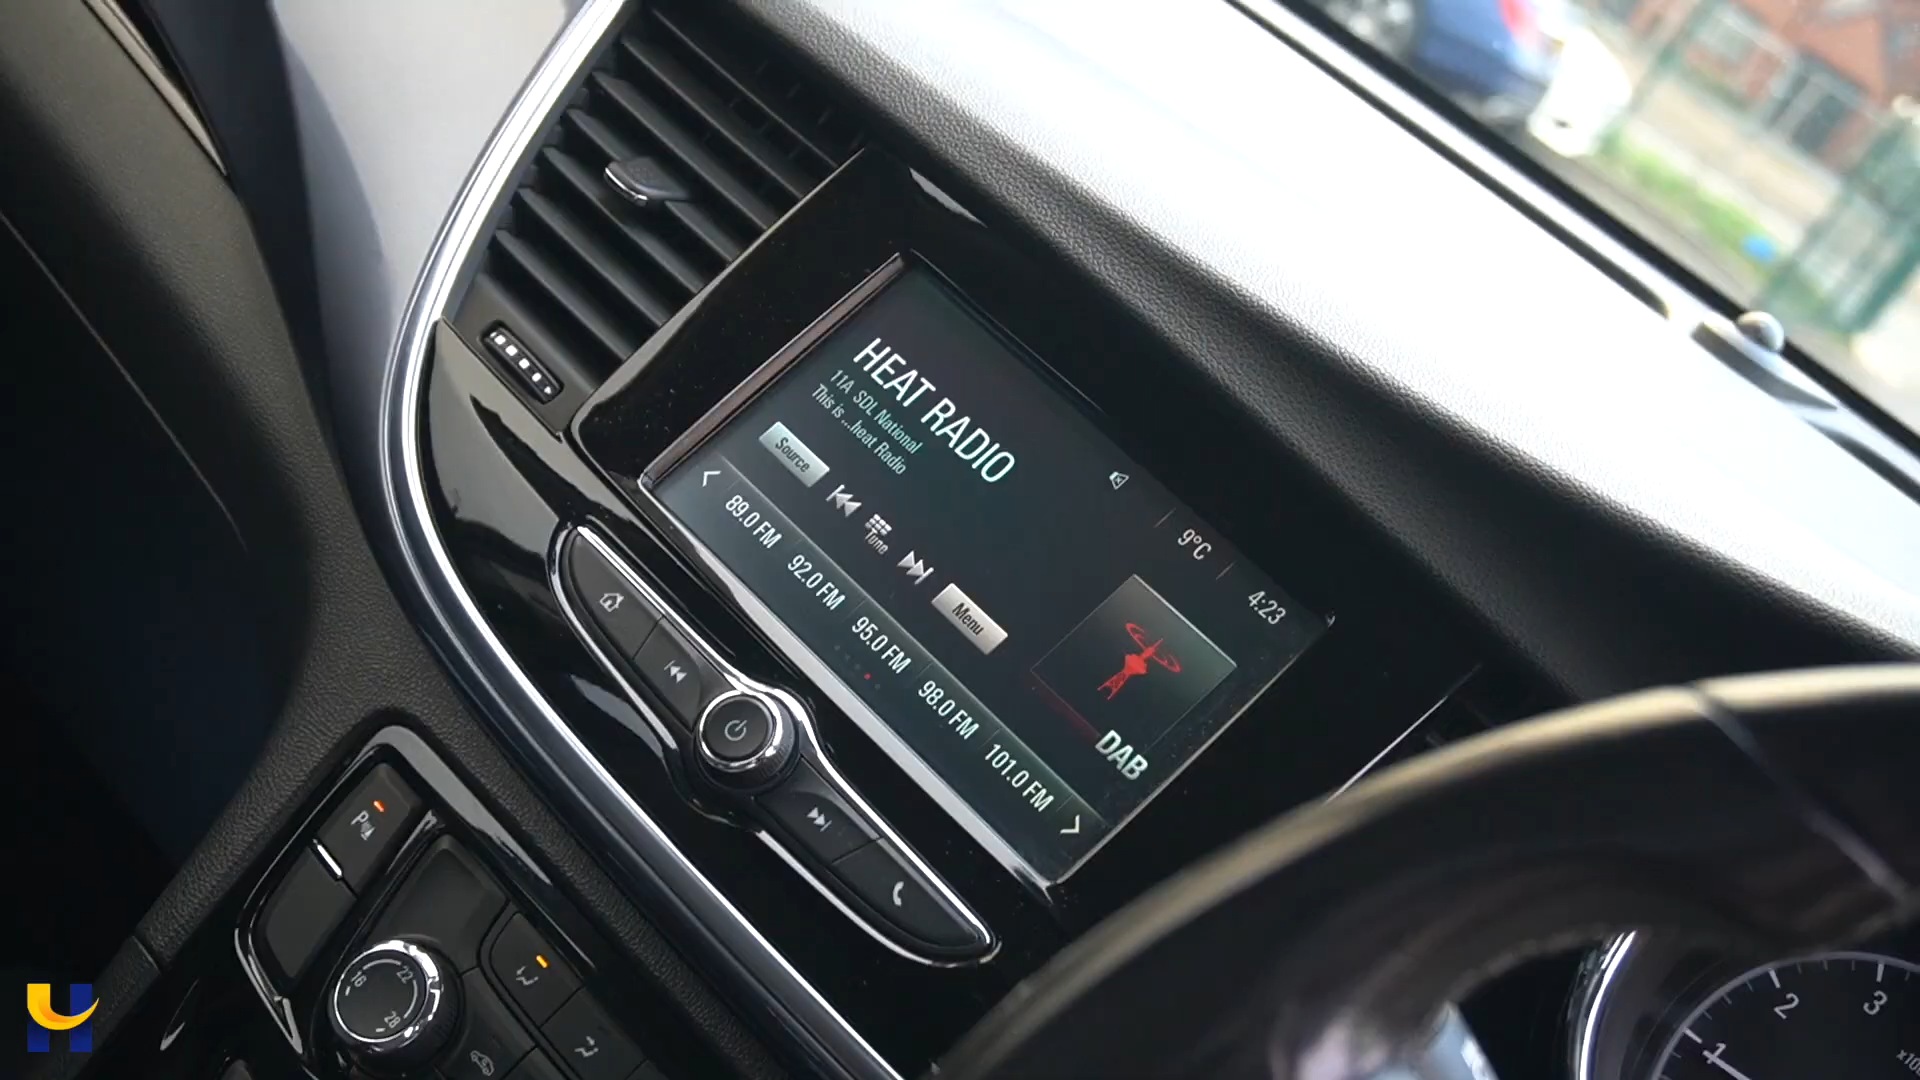 HEAT RADIO
11A SDL National
This is ...heat Radio
9°C
4:23
Source
Tune
Menu
DAB
89.0 FM
92.0 FM
95.0 FM
98.0 FM
101.0 FM
P
16
22
28
1
2
3
H